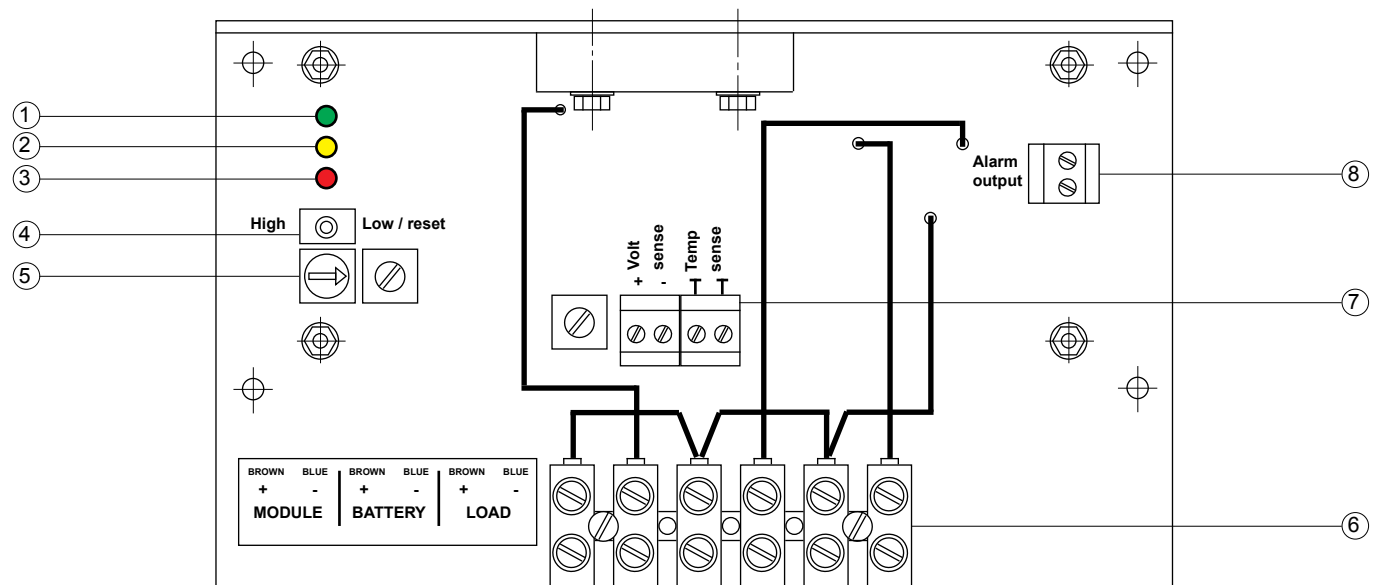 1
2
3
High Low / reset
4
5
Alarm
output
8
Volt
sense
Temp
sense
+ -
7
BROWN BLUE BROWN BLUE BROWN BLUE
+ - + - + -
MODULE BATTERY LOAD
6